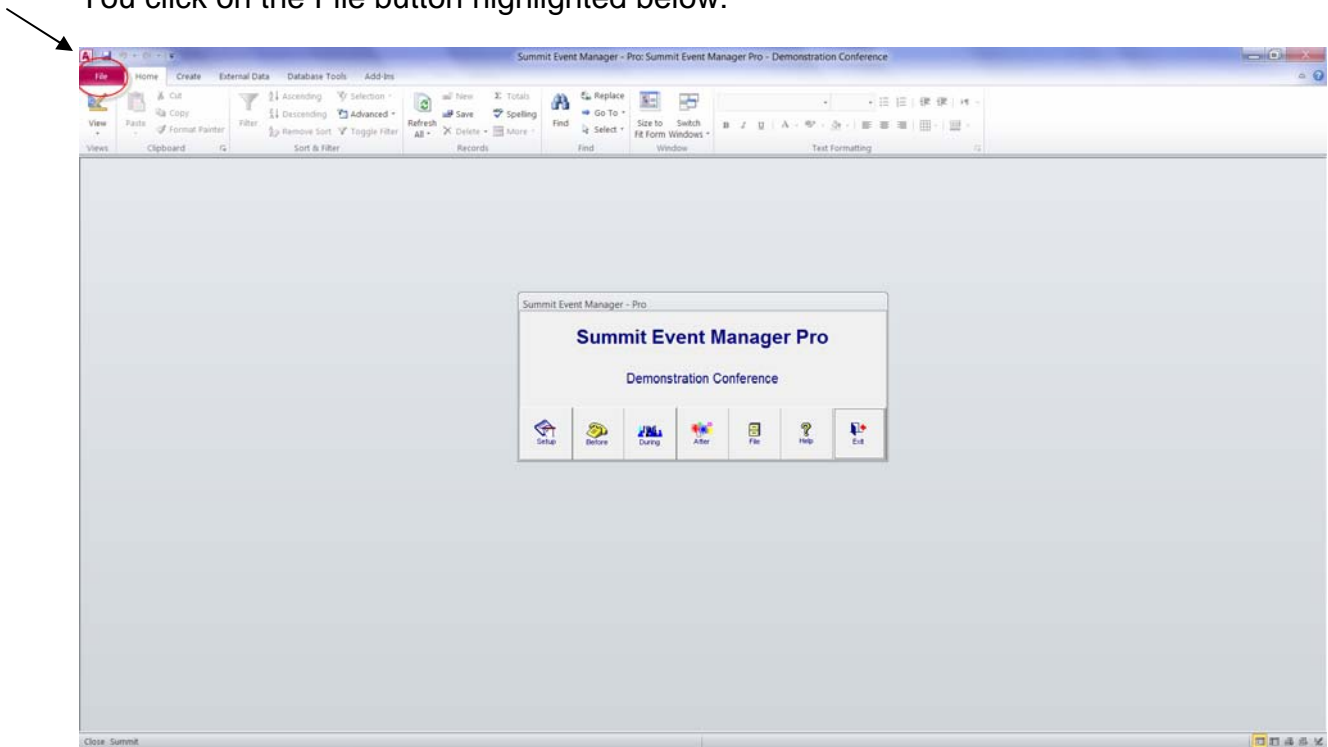 You click on the File button highlighted below.
Summit Event Manager - Pro: Summit Event Manager Pro - Demonstration Conference
File Home Create External Data Database Tools Add-Ins
View Paste Cut Copy Format Painter
Filter Ascending Descending Remove Sort Selection Advanced Toggle Filter
Refresh All New Save Delete Totals Spelling More
Find Replace Go To Select
Size to Fit Form Switch Windows
B I U A
Views Clipboard Sort & Filter Records Find Window Text Formatting
Summit Event Manager - Pro
Summit Event Manager Pro
Demonstration Conference
Setup Before During After File Help Exit
Close Summit